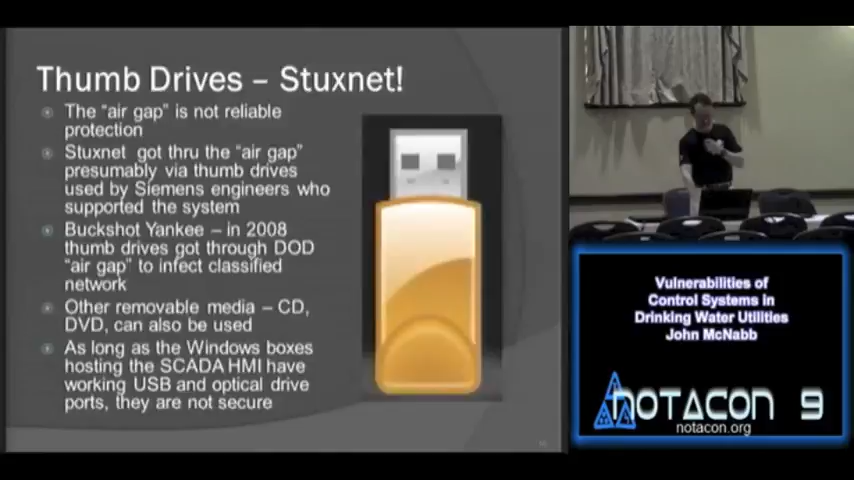 Thumb Drives – Stuxnet!
The “air gap” is not reliable
protection
Stuxnet got thru the “air gap”
presumably via thumb drives
used by Siemens engineers who
supported the system
Buckshot Yankee – in 2008
thumb drives got through DOD
“air gap” to infect classified
network
Other removable media – CD,
DVD, can also be used
As long as the Windows boxes
hosting the SCADA HMI have
working USB and optical drive
ports, they are not secure
Vulnerabilities of
Control Systems in
Drinking Water Utilities
John McNabb
NOTACON 9
notacon.org